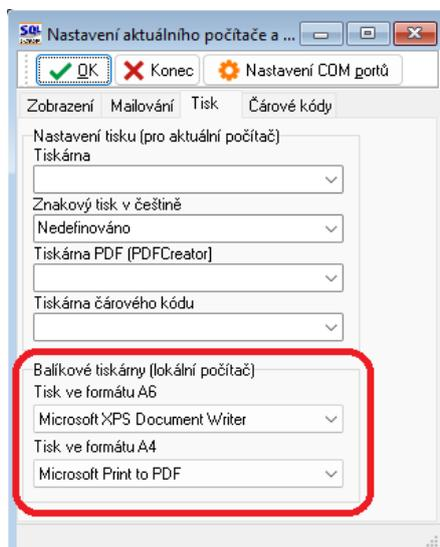 SQL
Nastavení aktuálního počítače a ...
OK
Konec
Nastavení COM portů
Zobrazení
Mailování
Tisk
Čárové kódy
Nastavení tisku (pro aktuální počítač)
Tiskárna
Znakový tisk v češtině
Nedefinováno
Tiskárna PDF (PDFCreator]
Tiskárna čárového kódu
Balíkové tiskárny (lokální počítač)
Tisk ve formátu A6
Microsoft XPS Document Writer
Tisk ve formátu A4
Microsoft Print to PDF